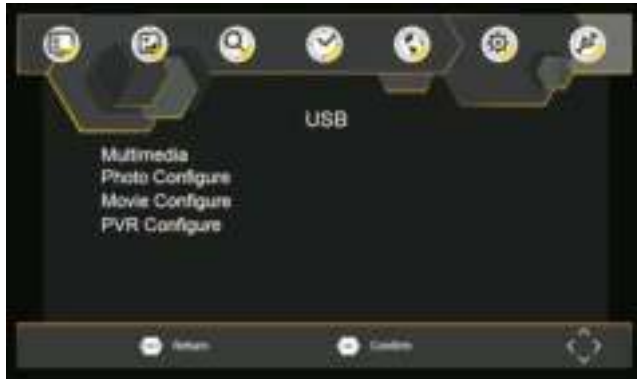 USB
Multimedia
Photo Configure
Movie Configure
PVR Configure
Return
Confirm